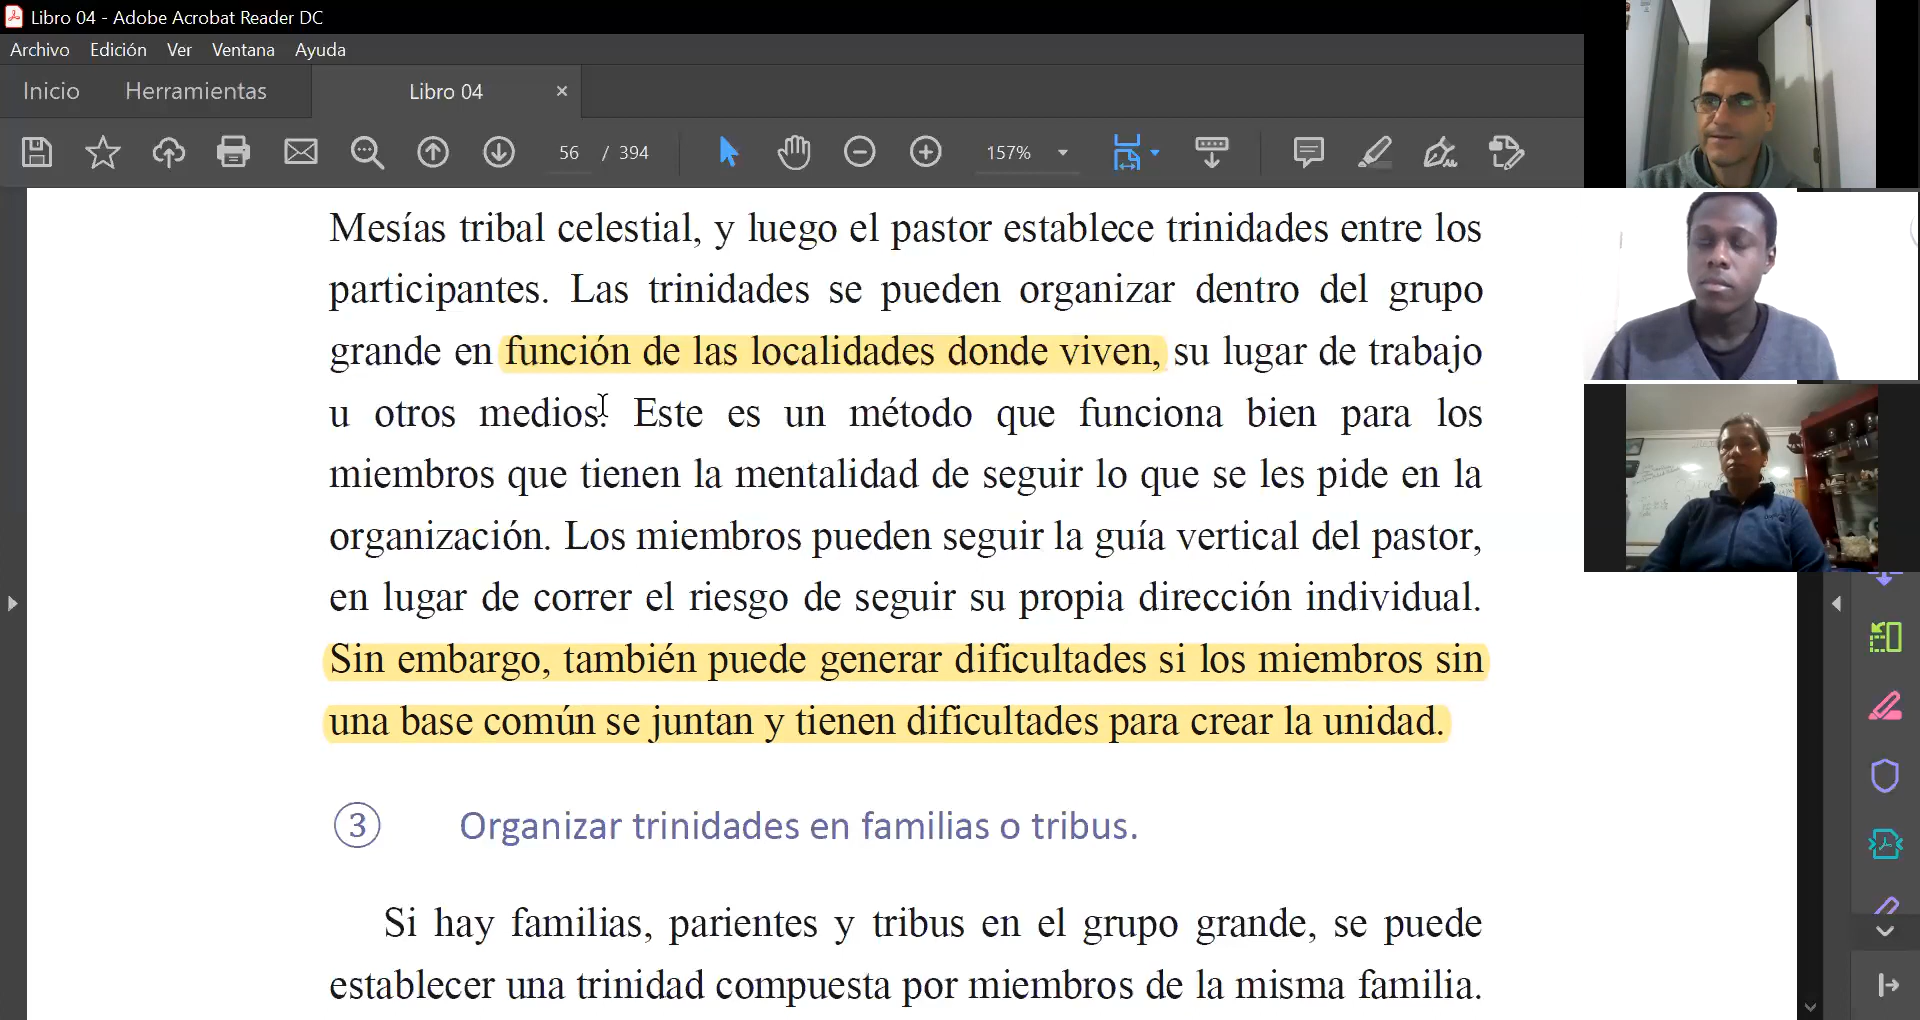 Libro 04 - Adobe Acrobat Reader DC
Archivo Edición Ver Ventana Ayuda
Inicio Herramientas Libro 04
56 / 394 157%
Mesías tribal celestial, y luego el pastor establece trinidades entre los
participantes. Las trinidades se pueden organizar dentro del grupo
grande en función de las localidades donde viven, su lugar de trabajo
u otros medios. Este es un método que funciona bien para los
miembros que tienen la mentalidad de seguir lo que se les pide en la
organización. Los miembros pueden seguir la guía vertical del pastor,
en lugar de correr el riesgo de seguir su propia dirección individual.
Sin embargo, también puede generar dificultades si los miembros sin
una base común se juntan y tienen dificultades para crear la unidad.
3 Organizar trinidades en familias o tribus.
Si hay familias, parientes y tribus en el grupo grande, se puede
establecer una trinidad compuesta por miembros de la misma familia.